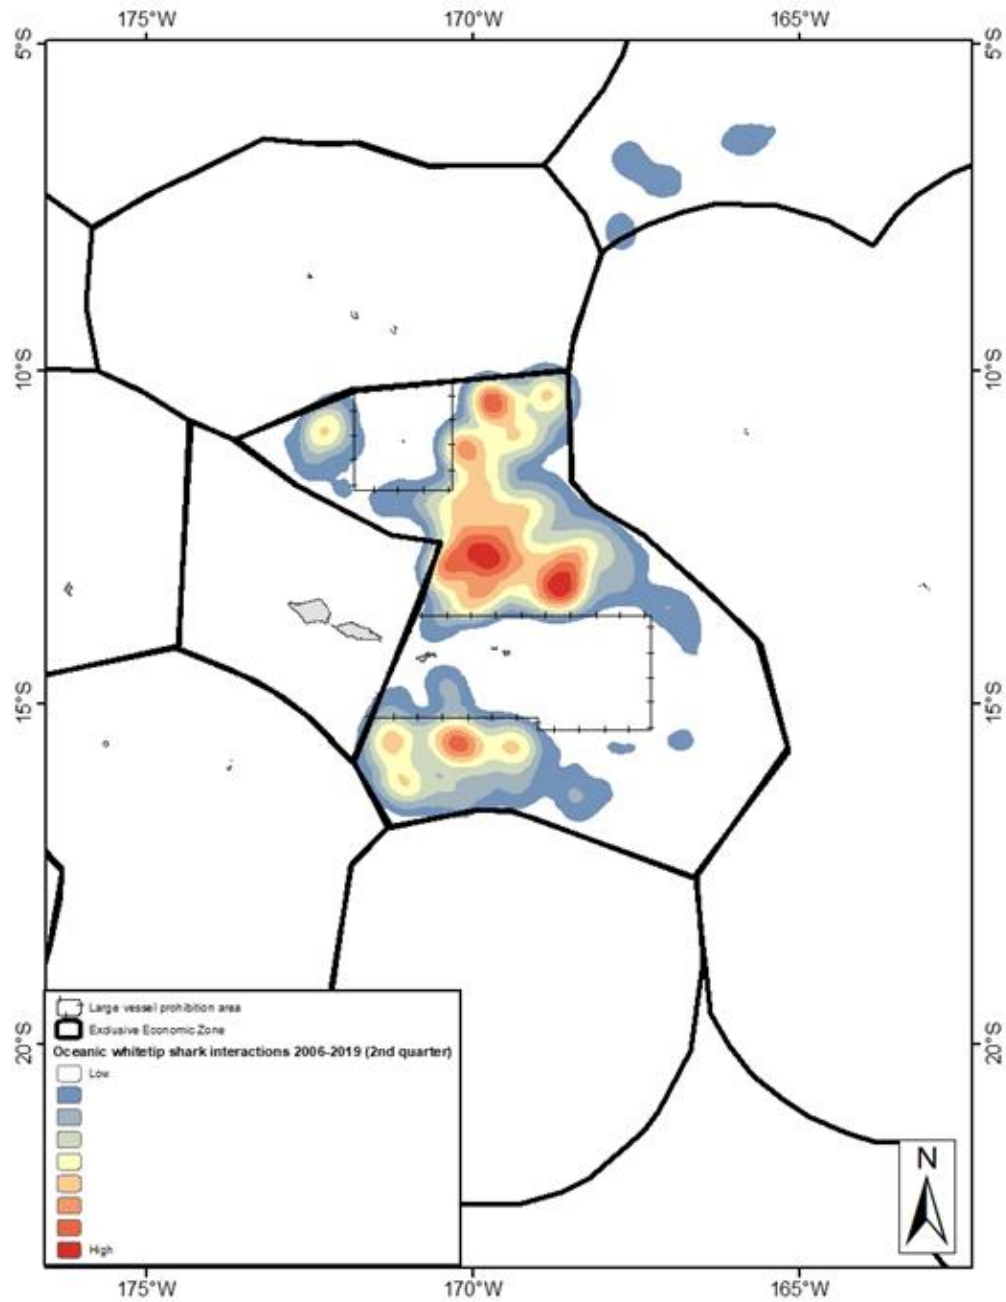 175°W 170°W 165°W
5°S 5°S
10°S 10°S
15°S 15°S
20°S 20°S
Large vessel prohibition area
Exclusive Economic Zone
Oceanic whitetip shark interactions 2006-2019 (2nd quarter)
Low
High
N
175°W 170°W 165°W